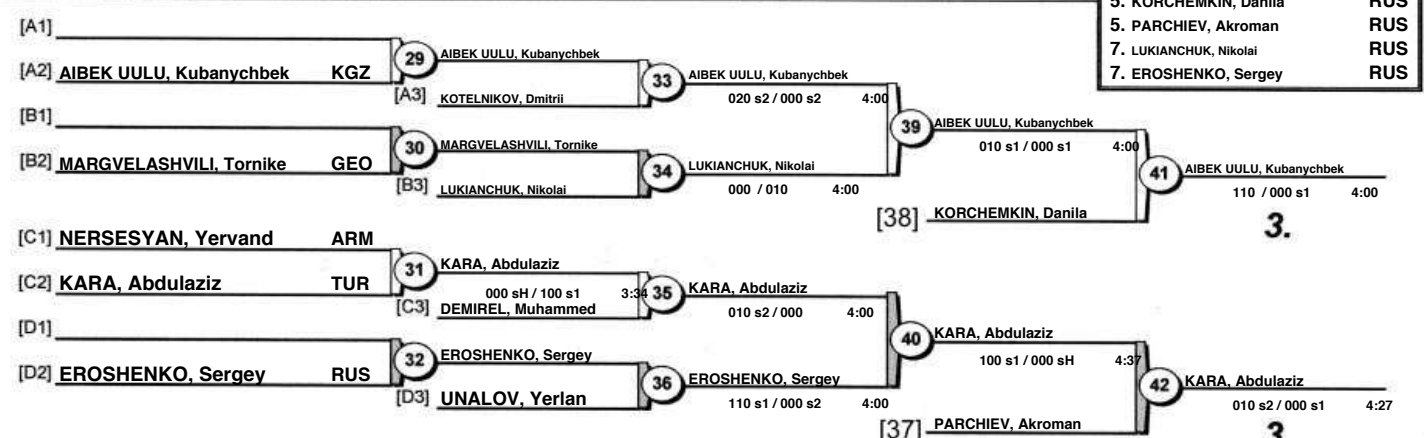 5. KORCHEMKIN, Danila RUS
5. PARCHIEV, Akroman RUS
7. LUKIANCHUK, Nikolai RUS
7. EROSHENKO, Sergey RUS
[A1]
[A2] AIBEK UULU, Kubanychbek KGZ
29
AIBEK UULU, Kubanychbek
[A3] KOTELNIKOV, Dmitrii
33
AIBEK UULU, Kubanychbek
020 s2 / 000 s2 4:00
[B1]
[B2] MARGVELASHVILI, Tornike GEO
30
MARGVELASHVILI, Tornike
[B3] LUKIANCHUK, Nikolai
34
LUKIANCHUK, Nikolai
000 / 010 4:00
39
AIBEK UULU, Kubanychbek
010 s1 / 000 s1 4:00
[38] KORCHEMKIN, Danila
41
AIBEK UULU, Kubanychbek
110 / 000 s1 4:00
3.
[C1] NERSESYAN, Yervand ARM
[C2] KARA, Abdulaziz TUR
31
KARA, Abdulaziz
000 sH / 100 s1 3:34
[C3] DEMIREL, Muhammed
35
KARA, Abdulaziz
010 s2 / 000 4:00
[D1]
[D2] EROSHENKO, Sergey RUS
32
EROSHENKO, Sergey
[D3] UNALOV, Yerlan
36
EROSHENKO, Sergey
110 s1 / 000 s2 4:00
40
KARA, Abdulaziz
100 s1 / 000 sH 4:37
[37] PARCHIEV, Akroman
42
KARA, Abdulaziz
010 s2 / 000 s1 4:27
3.